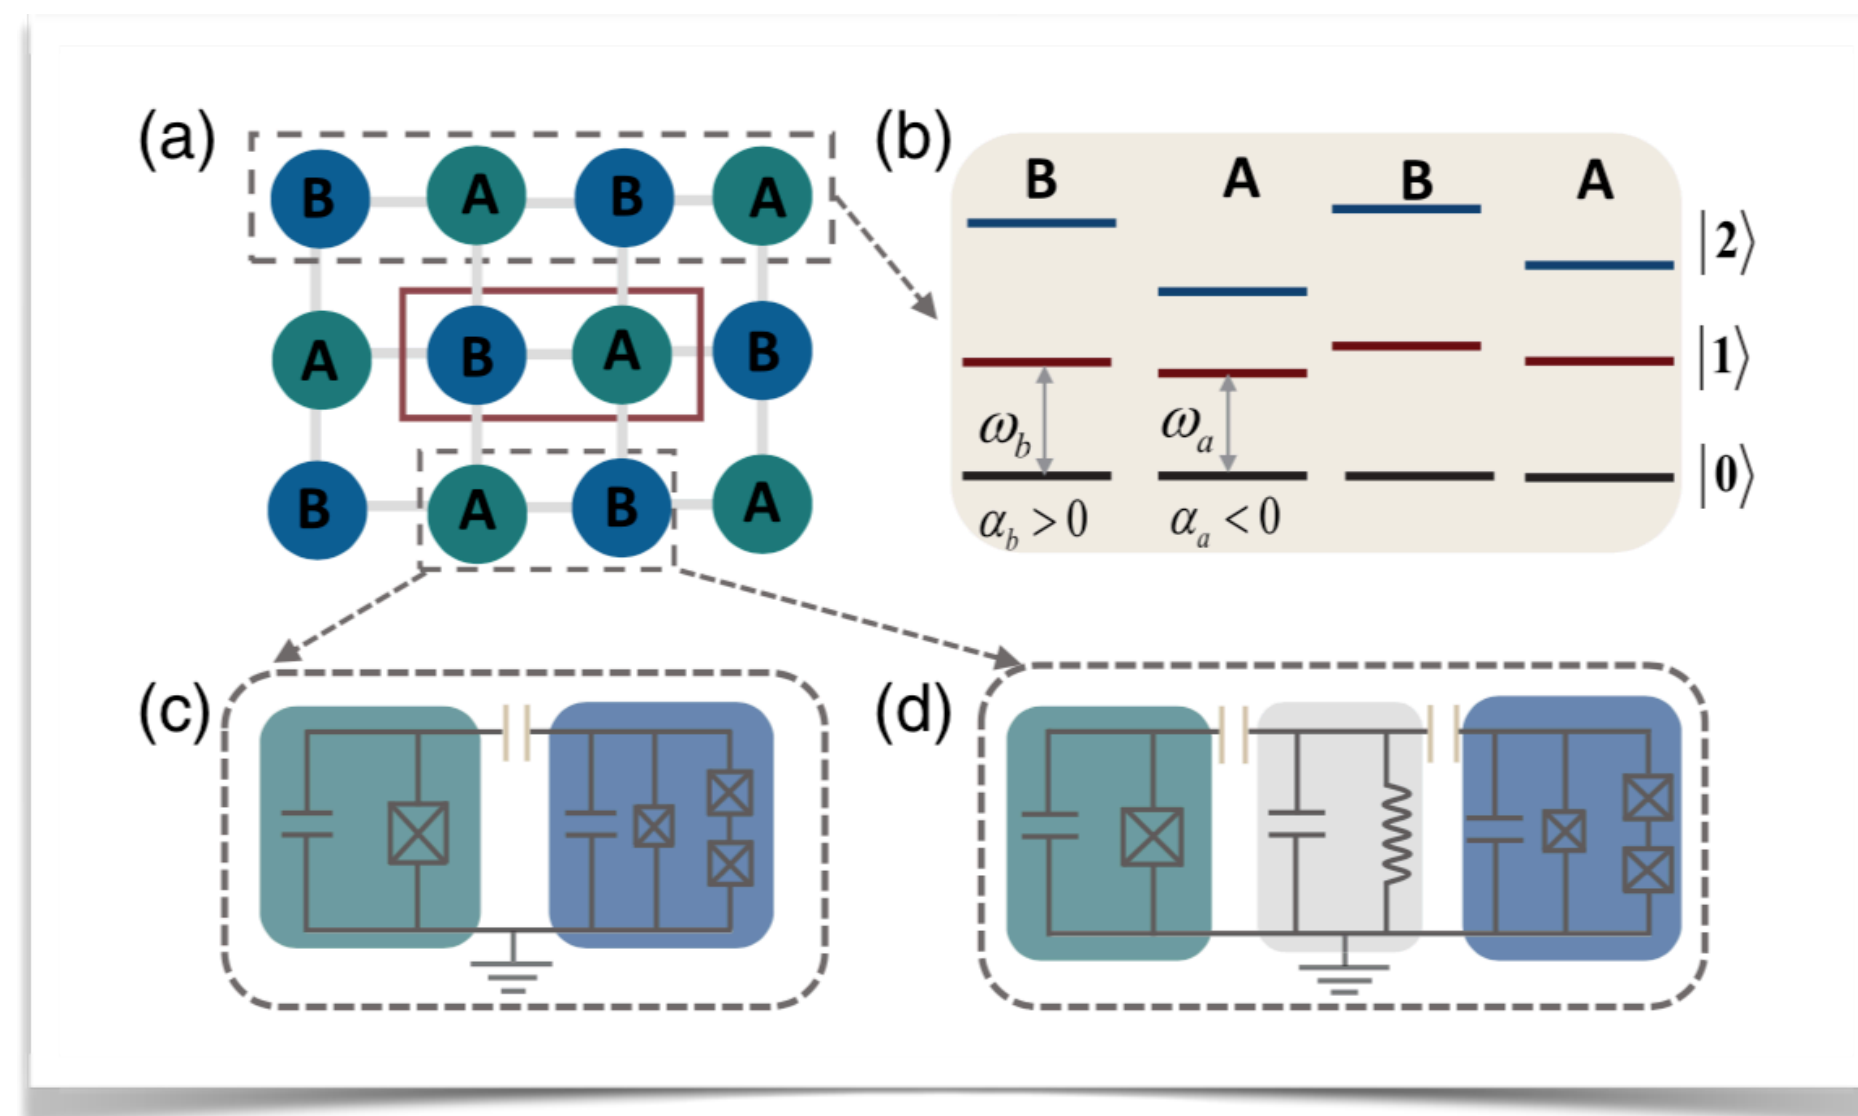 (a)
B A B A
A B A B
B A B A
(b)
B A B A
|2⟩
|1⟩
ω_b ω_a
|0⟩
α_b > 0 α_a < 0
(c)
(d)